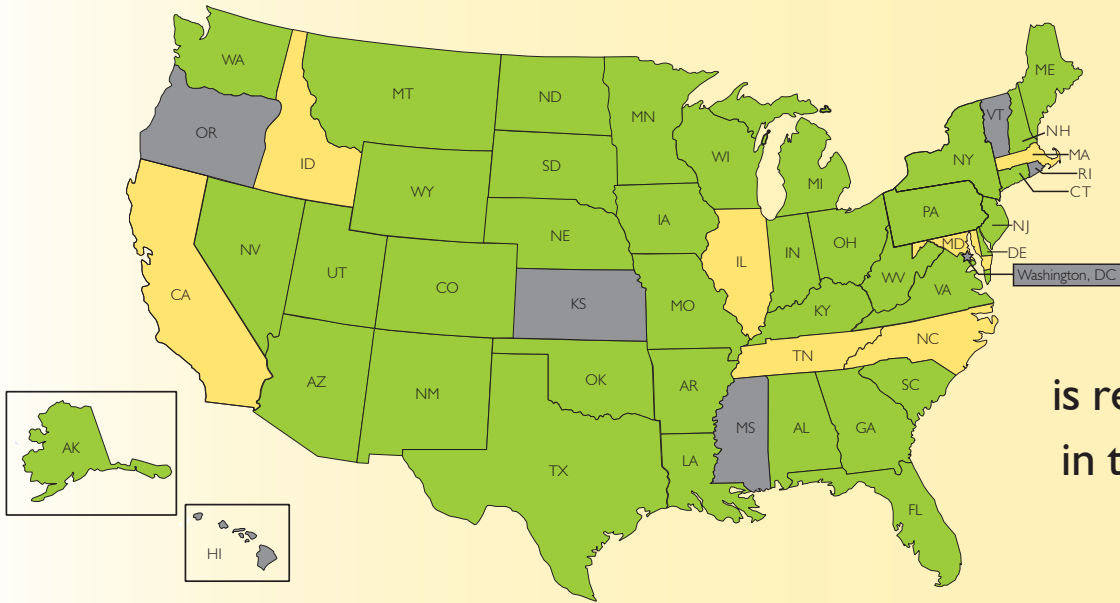 WA
MT
ND
MN
ME
OR
VT
NH
ID
SD
WI
NY
MA
WY
MI
RI
CT
IA
PA
NE
NJ
NV
IL
IN
OH
MD
DE
UT
CO
Washington, DC
CA
KS
MO
WV
VA
KY
TN
NC
AZ
NM
OK
AR
SC
MS
AL
GA
is re
AK
TX
LA
in t
FL
HI